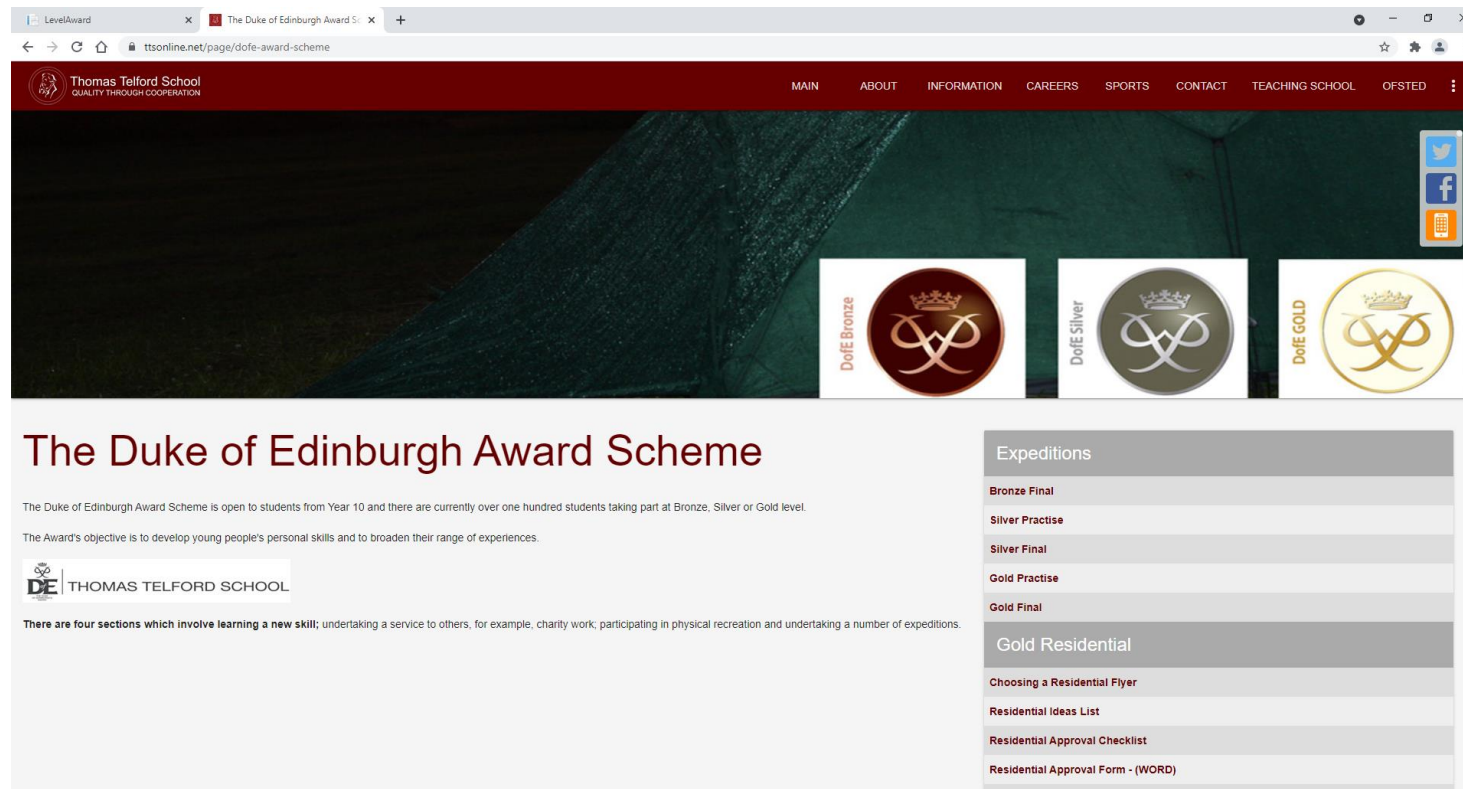 LevelAward
The Duke of Edinburgh Award Sc
ttsonline.net/page/dofe-award-scheme
Thomas Telford School
QUALITY THROUGH COOPERATION
MAIN ABOUT INFORMATION CAREERS SPORTS CONTACT TEACHING SCHOOL OFSTED
DofE Bronze
DofE Silver
DofE GOLD
The Duke of Edinburgh Award Scheme
The Duke of Edinburgh Award Scheme is open to students from Year 10 and there are currently over one hundred students taking part at Bronze, Silver or Gold level.
The Award's objective is to develop young people's personal skills and to broaden their range of experiences.
DE THOMAS TELFORD SCHOOL
There are four sections which involve learning a new skill; undertaking a service to others, for example, charity work; participating in physical recreation and undertaking a number of expeditions.
Expeditions
Bronze Final
Silver Practise
Silver Final
Gold Practise
Gold Final
Gold Residential
Choosing a Residential Flyer
Residential Ideas List
Residential Approval Checklist
Residential Approval Form - (WORD)